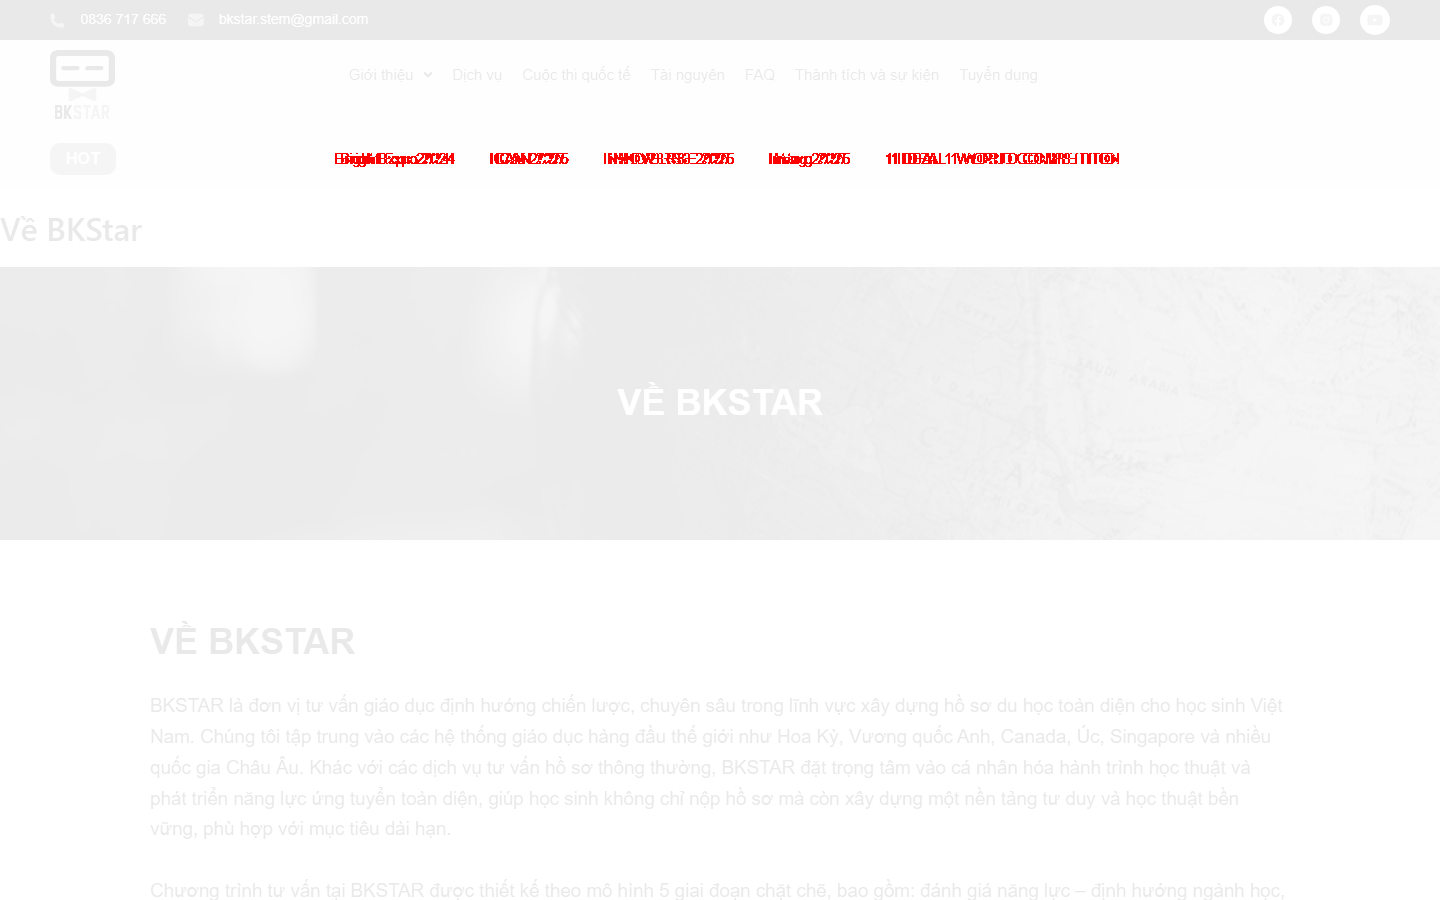 0836 717 666
bkstar.stem@gmail.com
BKSTAR
Giới thiệu Dịch vụ Cuộc thi quốc tế Tài nguyên FAQ Thành tích và sự kiện Tuyển dụng
HOT
Về BKStar
SAUDI ARABIA
VỀ BKSTAR
VỀ BKSTAR
BKSTAR là đơn vị tư vấn giáo dục định hướng chiến lược, chuyên sâu trong lĩnh vực xây dựng hồ sơ du học toàn diện cho học sinh Việt
Nam. Chúng tôi tập trung vào các hệ thống giáo dục hàng đầu thế giới như Hoa Kỳ, Vương quốc Anh, Canada, Úc, Singapore và nhiều
quốc gia Châu Âu. Khác với các dịch vụ tư vấn hồ sơ thông thường, BKSTAR đặt trọng tâm vào cá nhân hóa hành trình học thuật và
phát triển năng lực ứng tuyển toàn diện, giúp học sinh không chỉ nộp hồ sơ mà còn xây dựng một nền tảng tư duy và học thuật bền
vững, phù hợp với mục tiêu dài hạn.
Chương trình tư vấn tại BKSTAR được thiết kế theo mô hình 5 giai đoạn chặt chẽ, bao gồm: đánh giá năng lực – định hướng ngành học,